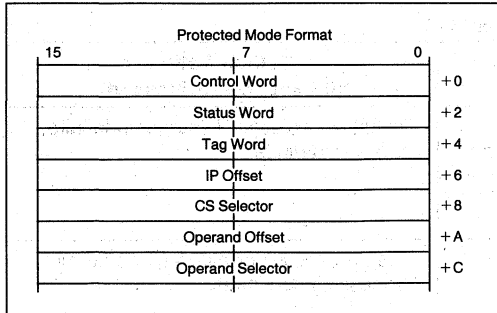 Protected Mode Format
15 7 0
Control Word +0
Status Word +2
Tag Word +4
IP Offset +6
CS Selector +8
Operand Offset +A
Operand Selector +C